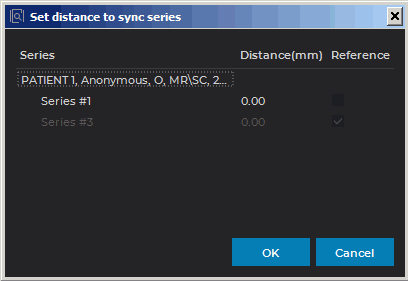 Set distance to sync series
Series Distance(mm) Reference
PATIENT 1, Anonymous, O, MR\SC, 2...
Series #1 0.00
Series #3 0.00
OK Cancel